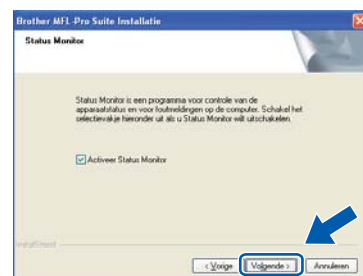 Brother MFL-Pro Suite Installatie
Status Monitor
Status Monitor is een programma voor controle van de
apparaatstatus en voor foutmeldingen op de computer. Schakel het
selectievakje hieronder uit als u Status Monitor wilt uitschakelen.
Activeer Status Monitor
InstallShield
< Vorige Volgende > Annuleren